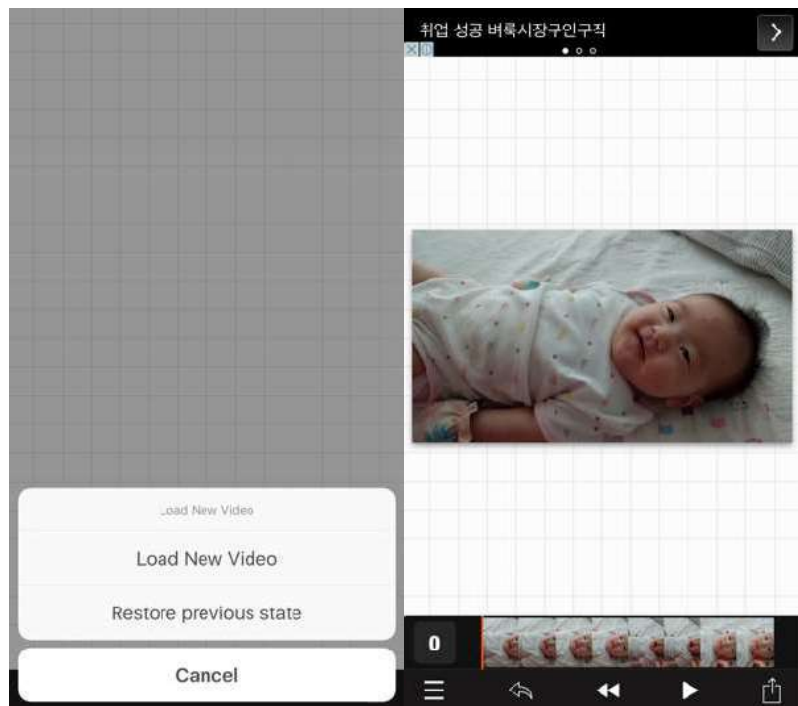 Load New Video
Load New Video
Restore previous state
Cancel
취업 성공 벼룩시장구인구직
0